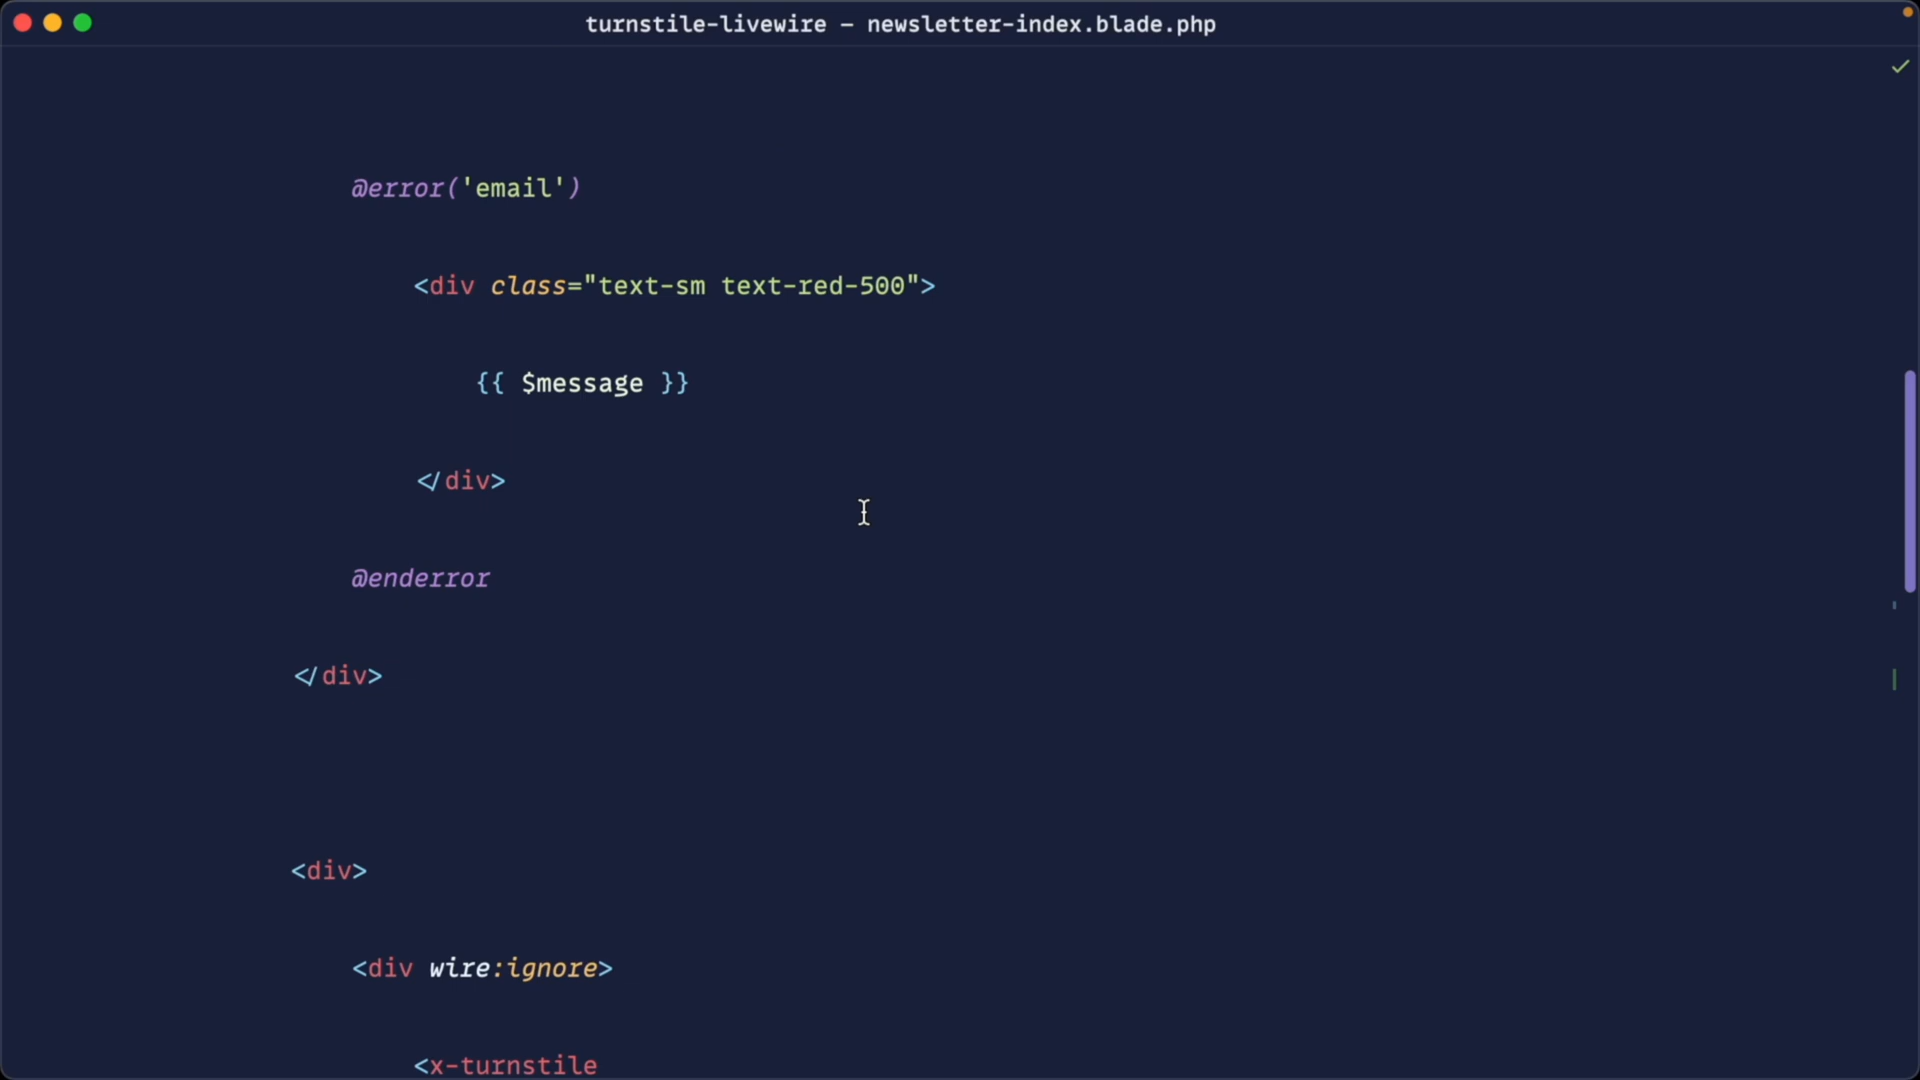 turnstile-livewire – newsletter-index.blade.php
@error('email')
<div class="text-sm text-red-500">
{{ $message }}
</div>
@enderror
</div>
<div>
<div wire:ignore>
<x-turnstile